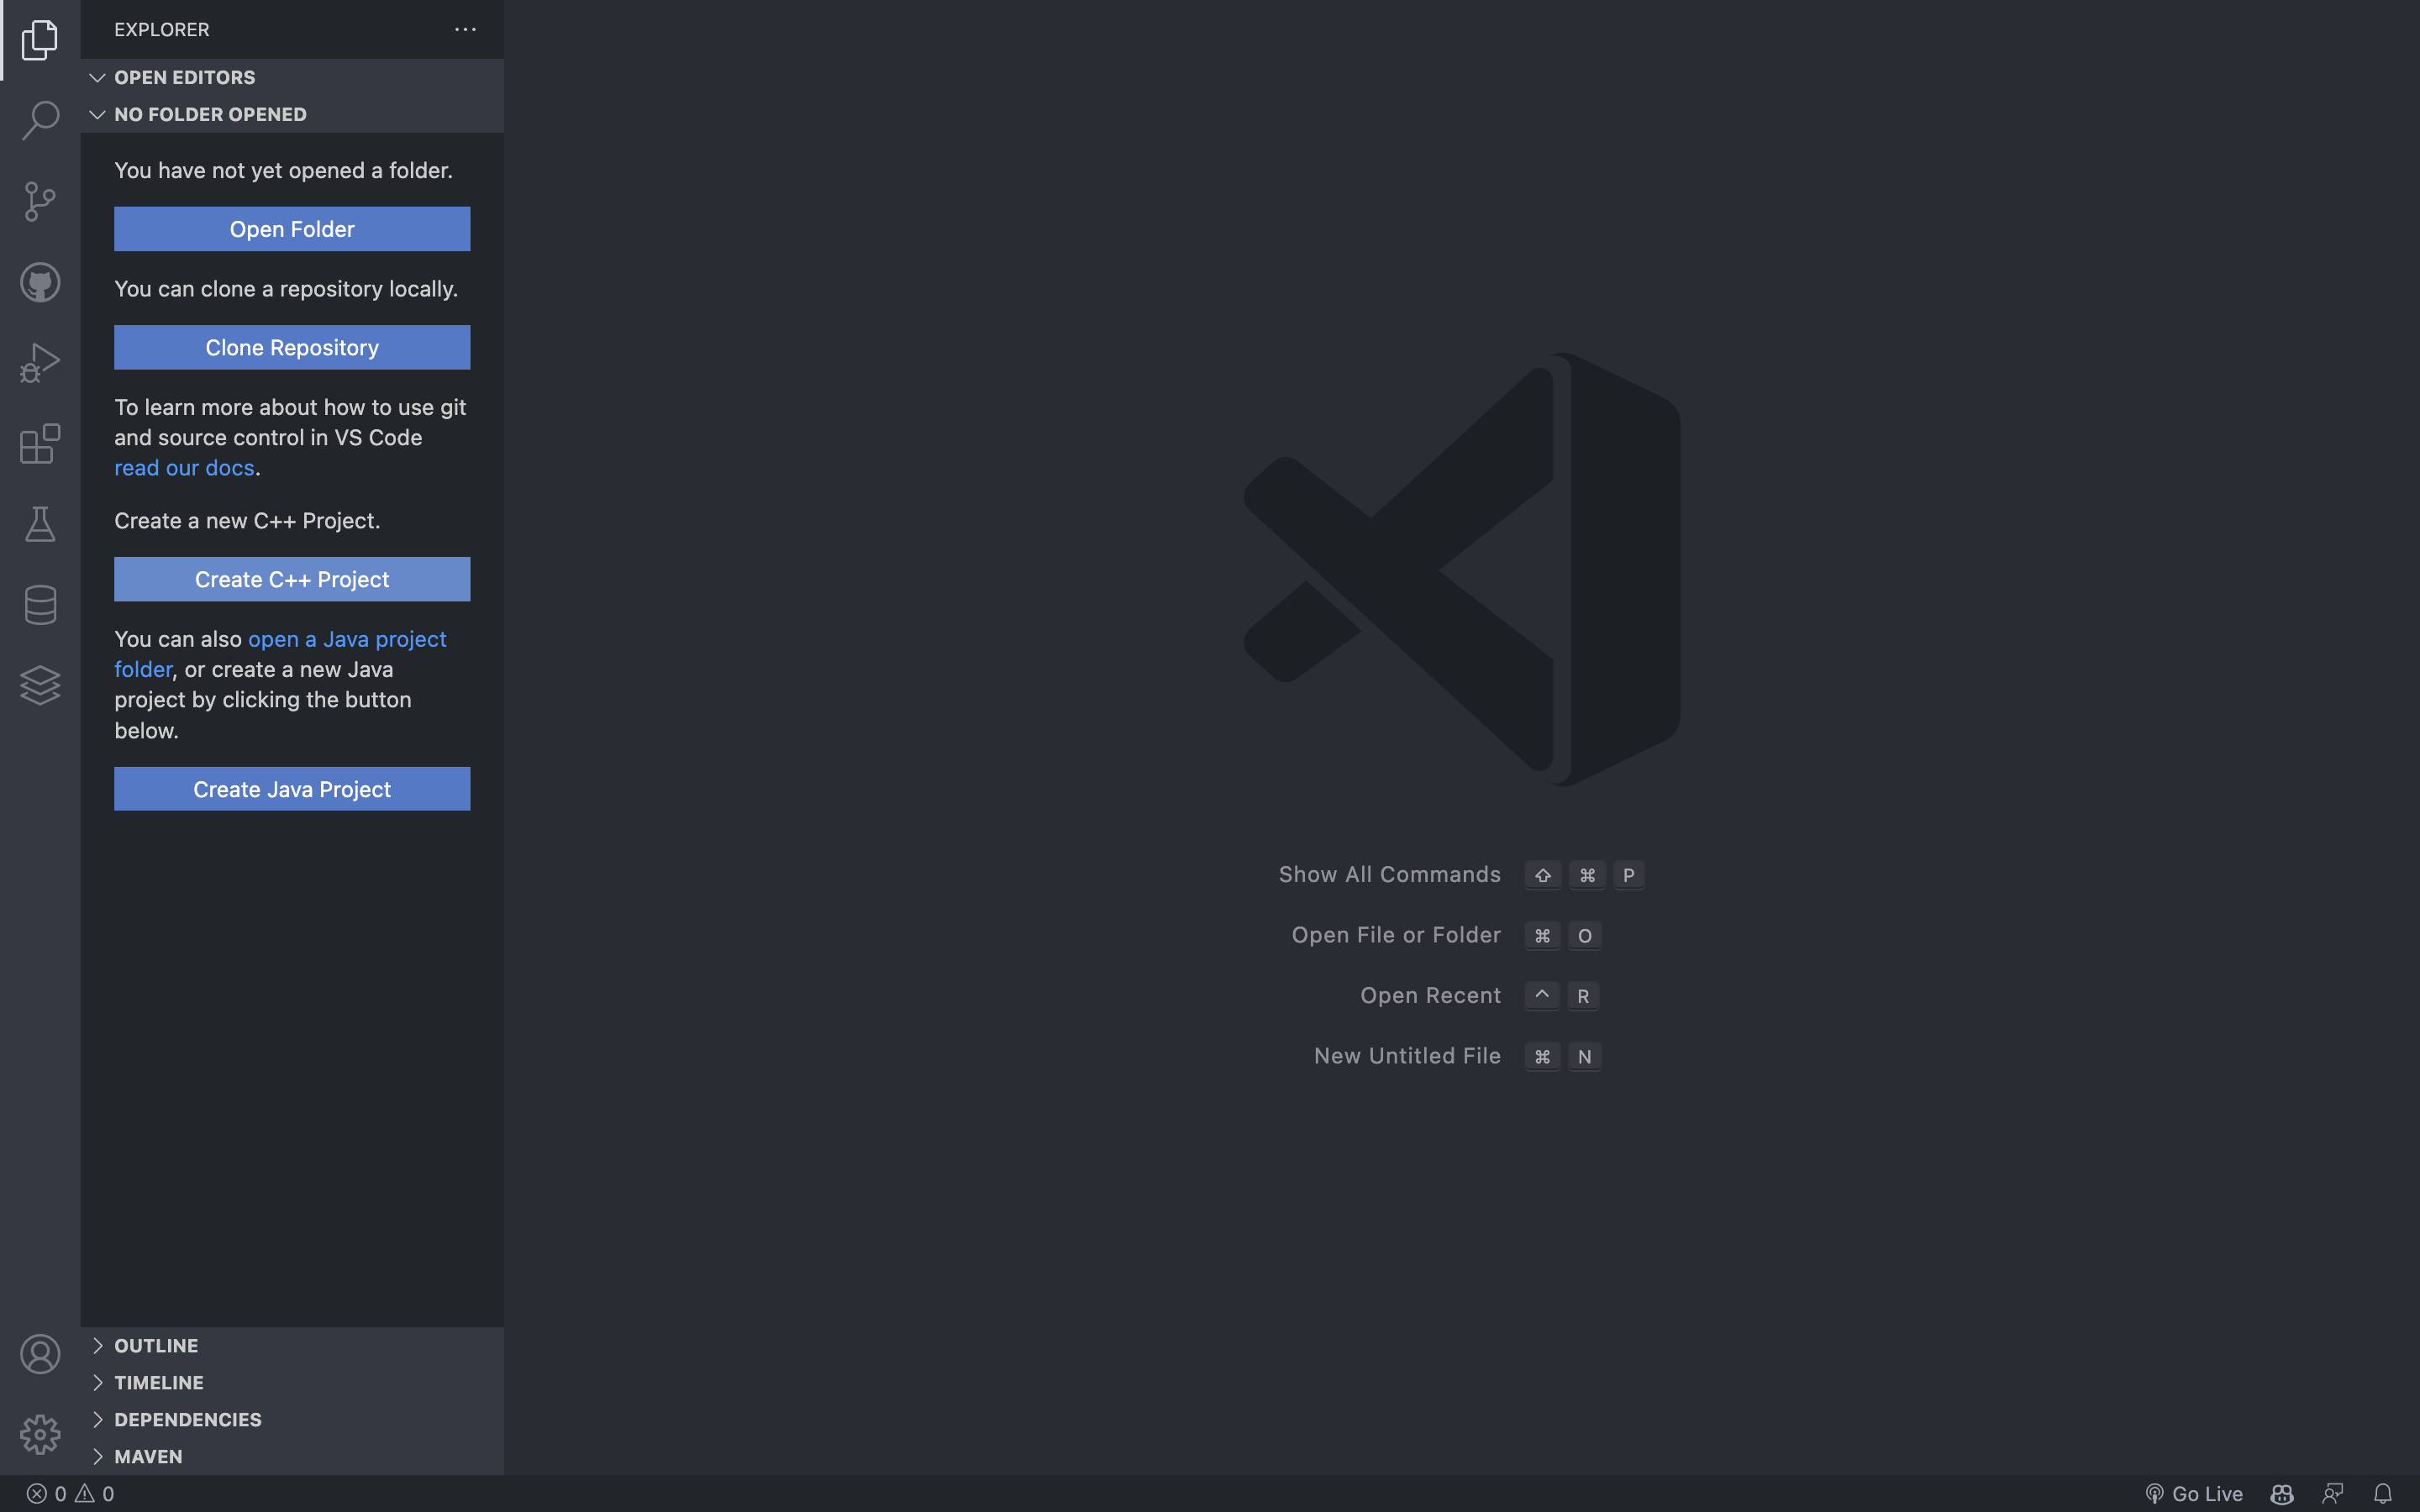 EXPLORER
OPEN EDITORS
NO FOLDER OPENED
You have not yet opened a folder.
Open Folder
You can clone a repository locally.
Clone Repository
To learn more about how to use git
and source control in VS Code
read our docs.
Create a new C++ Project.
Create C++ Project
You can also open a Java project
folder, or create a new Java
project by clicking the button
below.
Create Java Project
OUTLINE
TIMELINE
DEPENDENCIES
MAVEN
Show All Commands ⇧ ⌘ P
Open File or Folder ⌘ O
Open Recent ^ R
New Untitled File ⌘ N
0 0
Go Live